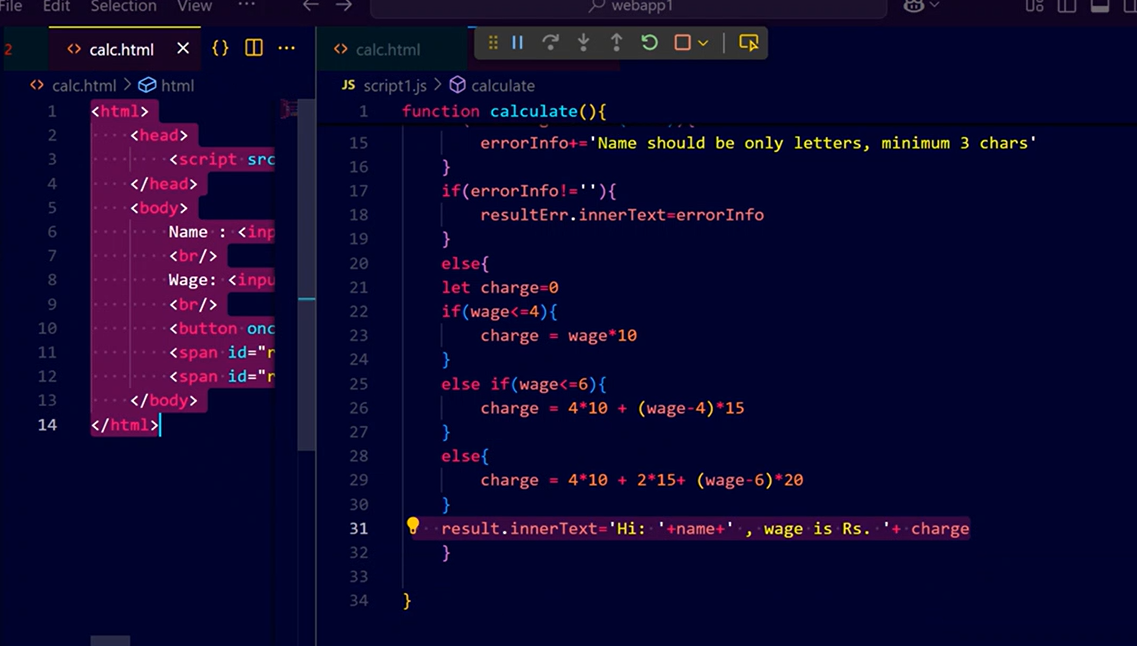 File Edit Selection View ··· webapp1
2 calc.html {} ···
calc.html > html
1 <html>
2 <head>
3 <script src
4 </head>
5 <body>
6 Name : <inp
7 <br/>
8 Wage: <inpu
9 <br/>
10 <button onc
11 <span id="r
12 <span id="r
13 </body>
14 </html>
calc.html
JS script1.js > calculate
1 function calculate(){
15 errorInfo+='Name should be only letters, minimum 3 chars'
16 }
17 if(errorInfo!=''){
18 resultErr.innerText=errorInfo
19 }
20 else{
21 let charge=0
22 if(wage<=4){
23 charge = wage*10
24 }
25 else if(wage<=6){
26 charge = 4*10 + (wage-4)*15
27 }
28 else{
29 charge = 4*10 + 2*15+ (wage-6)*20
30 }
31 result.innerText='Hi: '+name+' , wage is Rs. '+ charge
32 }
33
34 }